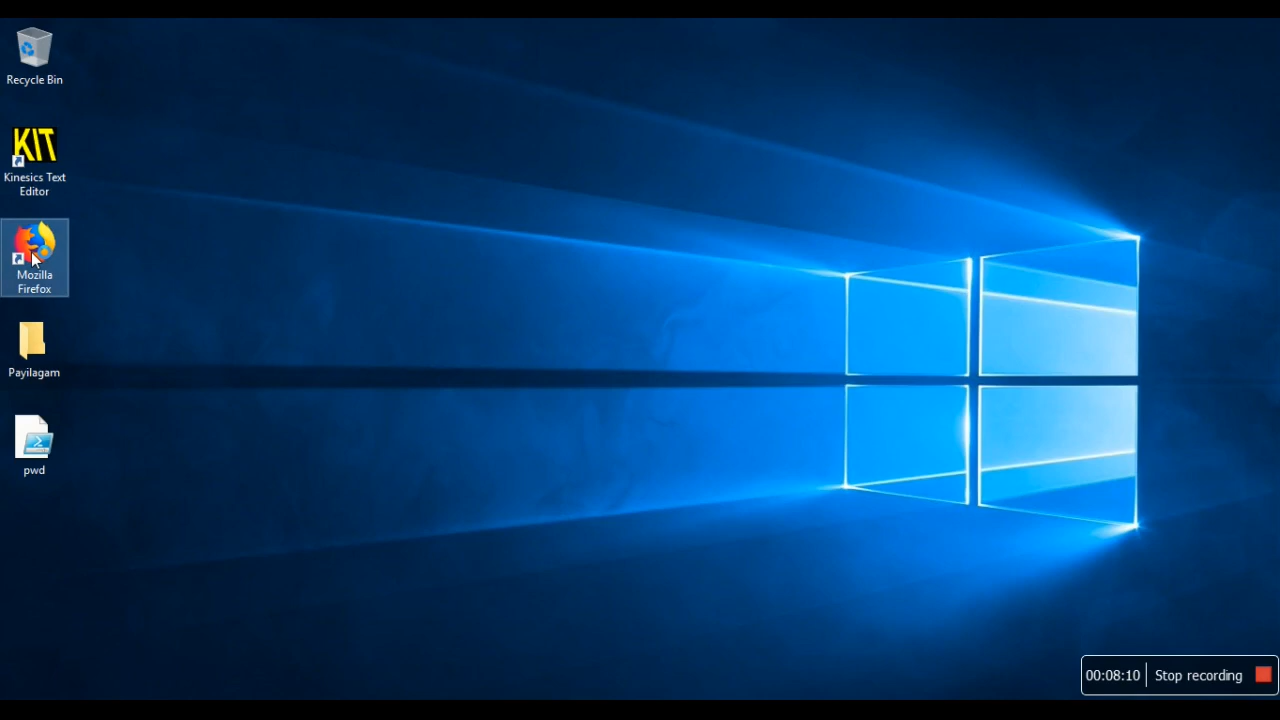 Recycle Bin
KIT
Kinesics Text
Editor
Mozilla
Firefox
Payilagam
pwd
00:08:10 Stop recording